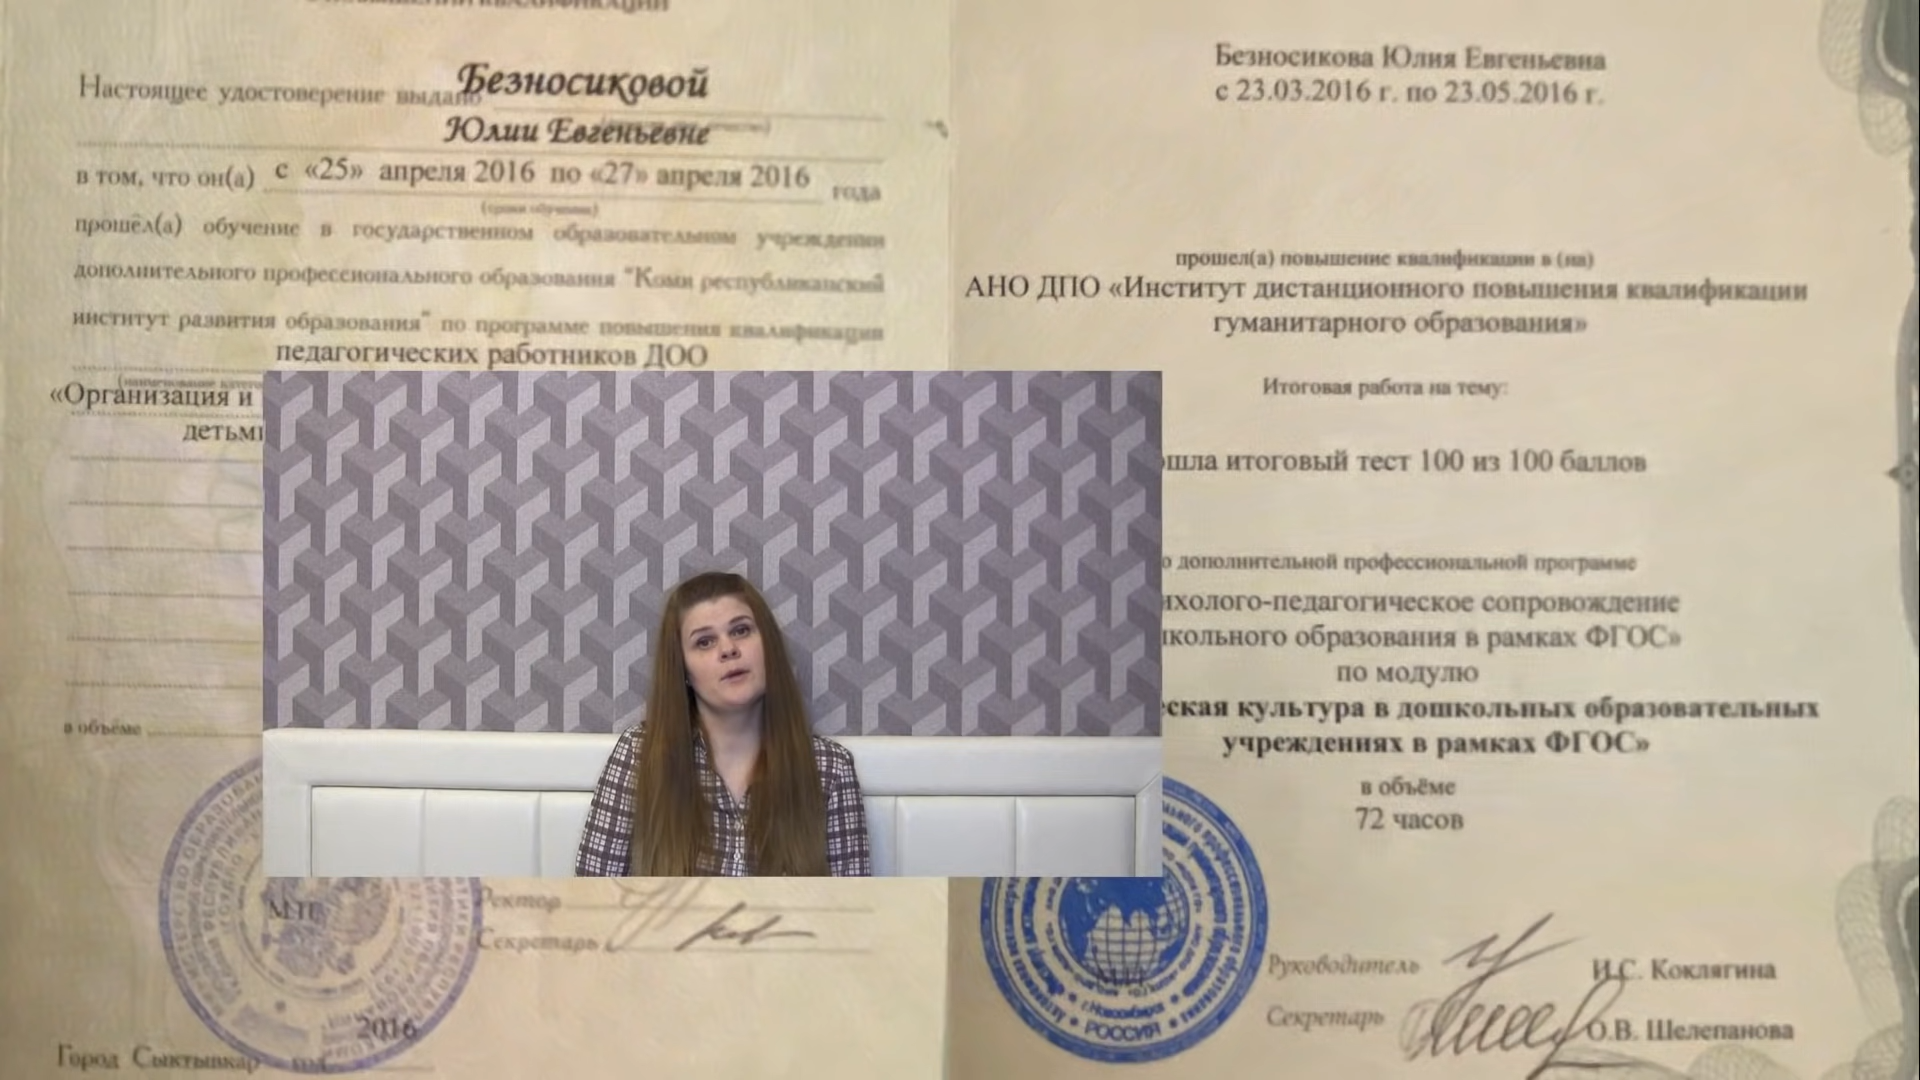 Настоящее удостоверение выдано Безносиковой
Юлии Евгеньевне
в том, что он(а) с «25» апреля 2016 по «27» апреля 2016 года
(сроки обучения)
прошёл(а) обучение в государственном образовательном учреждении
дополнительного профессионального образования "Коми республиканский
институт развития образования" по программе повышения квалификации
педагогических работников ДОО
«Организация и
детьми
в объёме
М.П.
Ректор
Секретарь
2016
Город Сыктывкар год
Безносикова Юлия Евгеньевна
с 23.03.2016 г. по 23.05.2016 г.
прошел(а) повышение квалификации в (на)
АНО ДПО «Институт дистанционного повышения квалификации
гуманитарного образования»
Итоговая работа на тему:
шла итоговый тест 100 из 100 баллов
о дополнительной профессиональной программе
ихолого-педагогическое сопровождение
школьного образования в рамках ФГОС»
по модулю
еская культура в дошкольных образовательных
учреждениях в рамках ФГОС»
в объёме
72 часов
г.Новосибирск
РОССИЯ
М.П.
Руководитель И.С. Коклягина
Секретарь О.В. Шелепанова